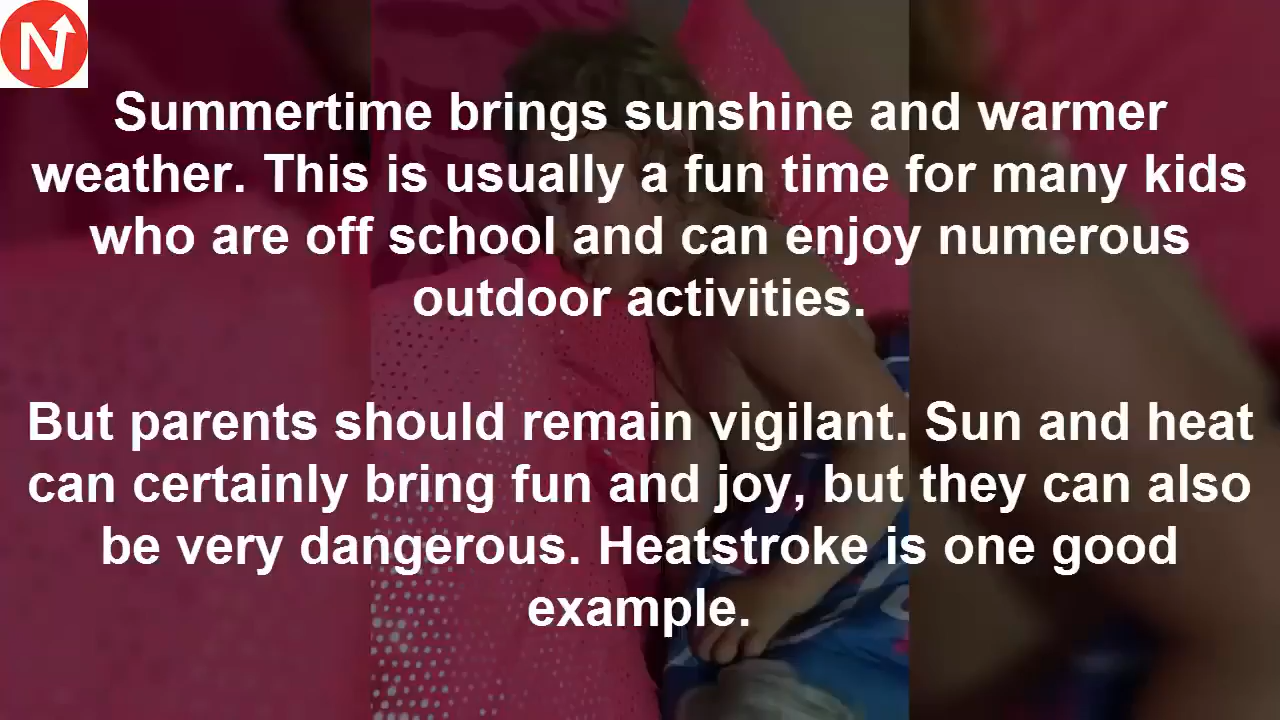 N
Summertime brings sunshine and warmer
weather. This is usually a fun time for many kids
who are off school and can enjoy numerous
outdoor activities.
But parents should remain vigilant. Sun and heat
can certainly bring fun and joy, but they can also
be very dangerous. Heatstroke is one good
example.